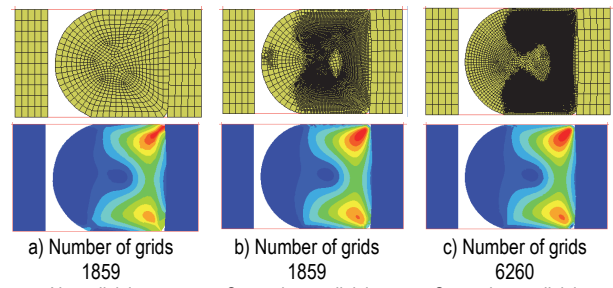 a) Number of grids
1859
b) Number of grids
1859
c) Number of grids
6260